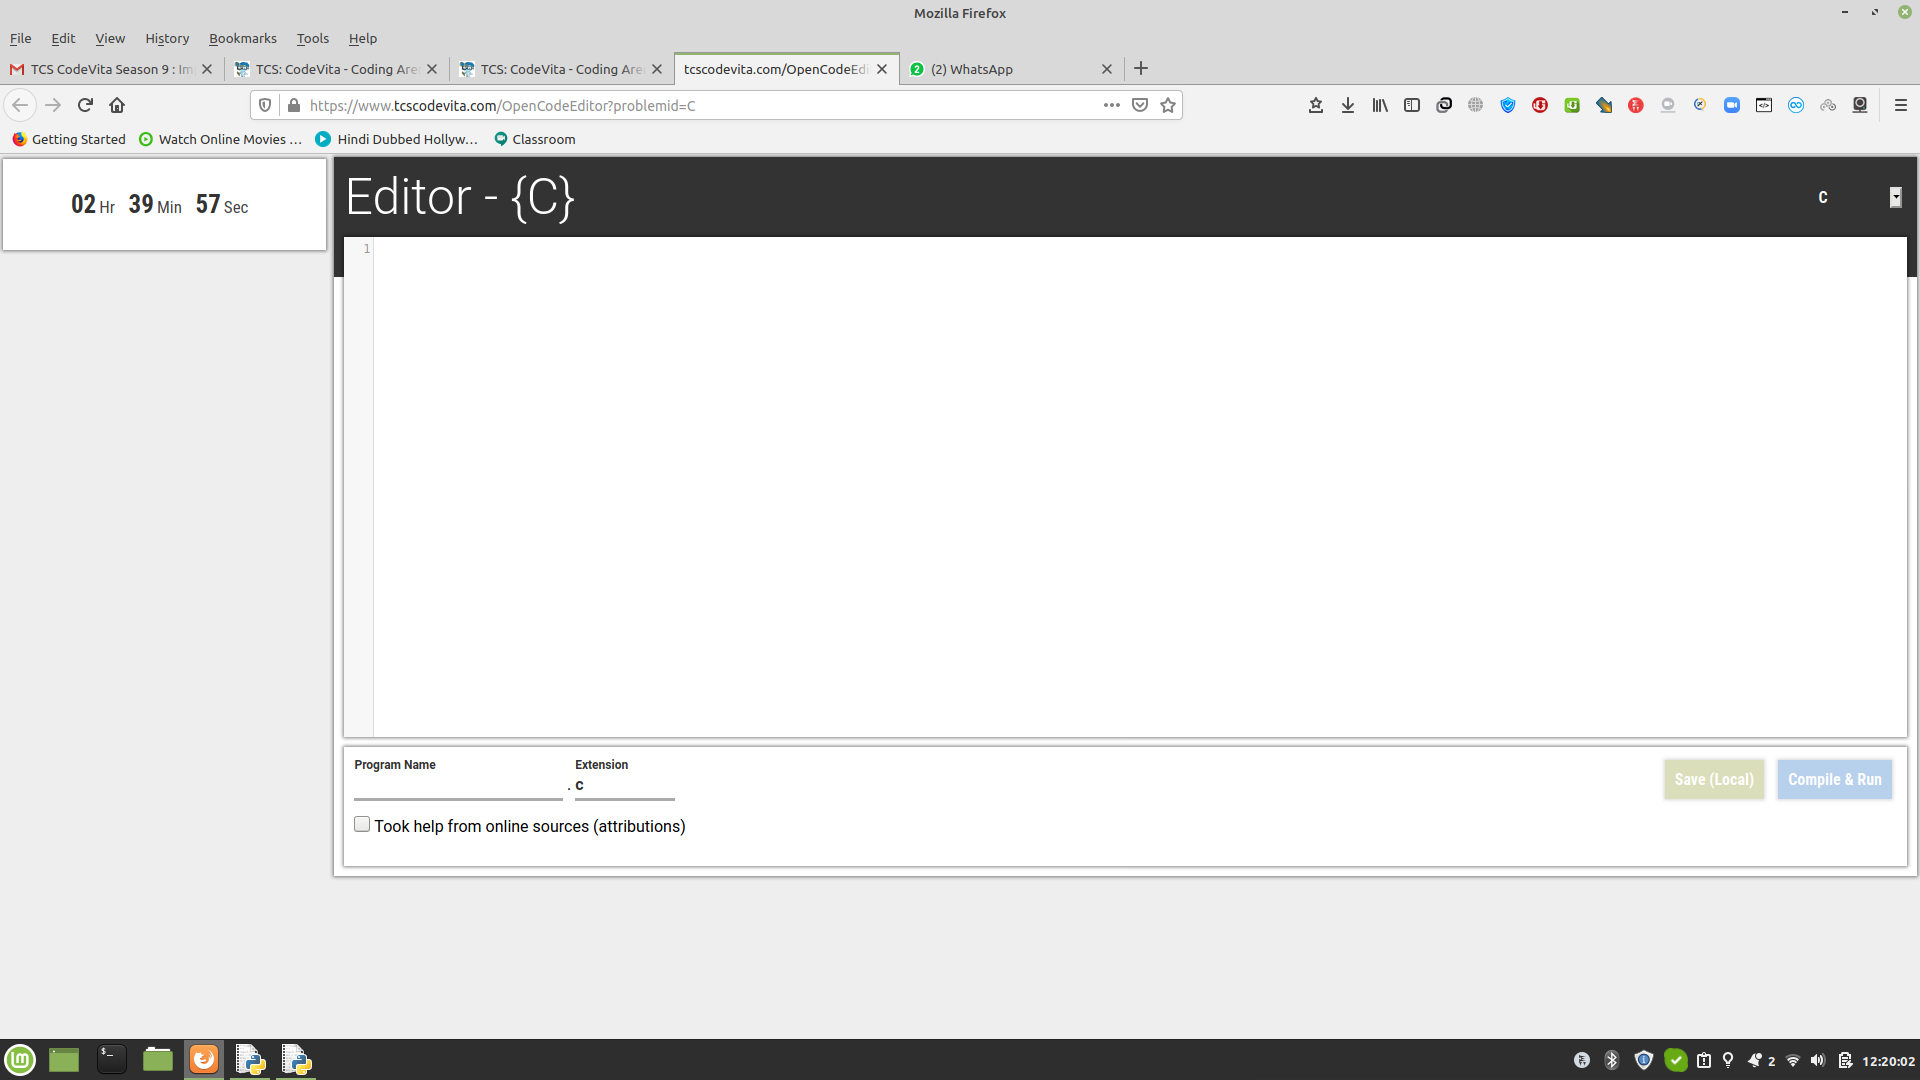 Mozilla Firefox
File Edit View History Bookmarks Tools Help
TCS CodeVita Season 9 : Im
TCS: CodeVita - Coding Are
TCS: CodeVita - Coding Are
tcscodevita.com/OpenCodeEdi
(2) WhatsApp
https://www.tcscodevita.com/OpenCodeEditor?problemid=C
Getting Started Watch Online Movies ... Hindi Dubbed Hollyw... Classroom
02 Hr 39 Min 57 Sec
Editor - {C}
C
1
Program Name
Extension
. c
Save (Local)
Compile & Run
Took help from online sources (attributions)
2
12:20:02